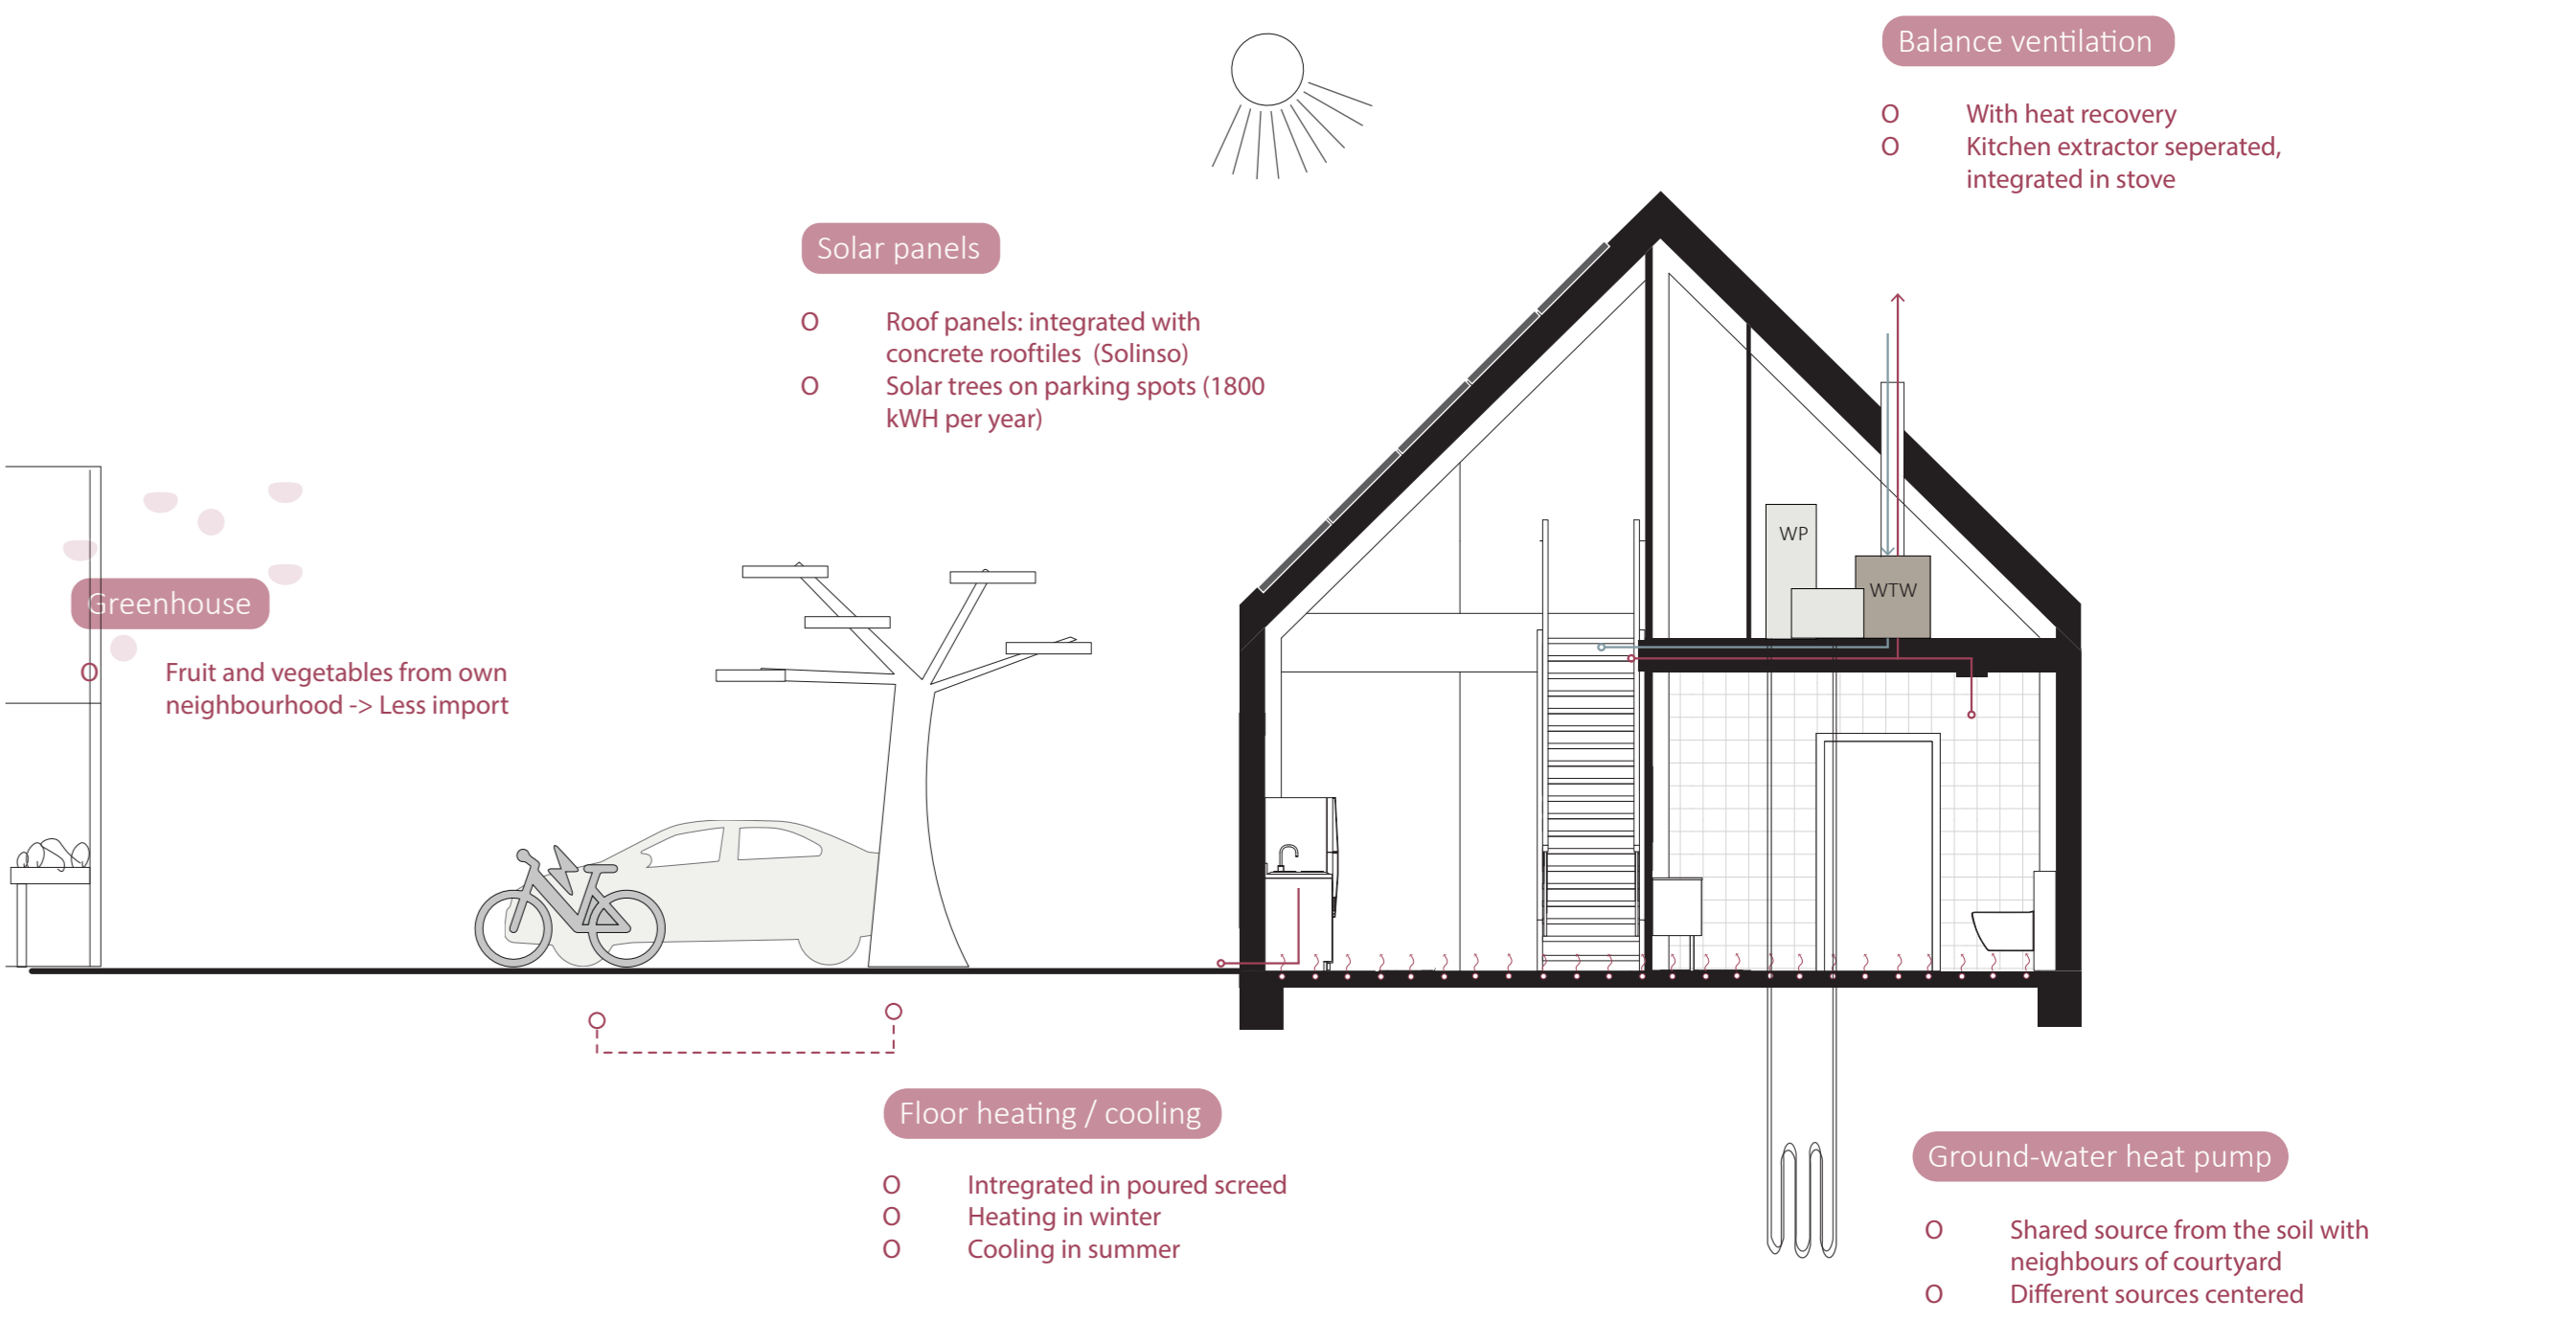 Balance ventilation
O With heat recovery
O Kitchen extractor seperated,
integrated in stove
Solar panels
O Roof panels: integrated with
concrete rooftiles (Solinso)
O Solar trees on parking spots (1800
kWH per year)
WP
WTW
Greenhouse
O Fruit and vegetables from own
neighbourhood -> Less import
Floor heating / cooling
O Intregrated in poured screed
O Heating in winter
O Cooling in summer
Ground-water heat pump
O Shared source from the soil with
neighbours of courtyard
O Different sources centered